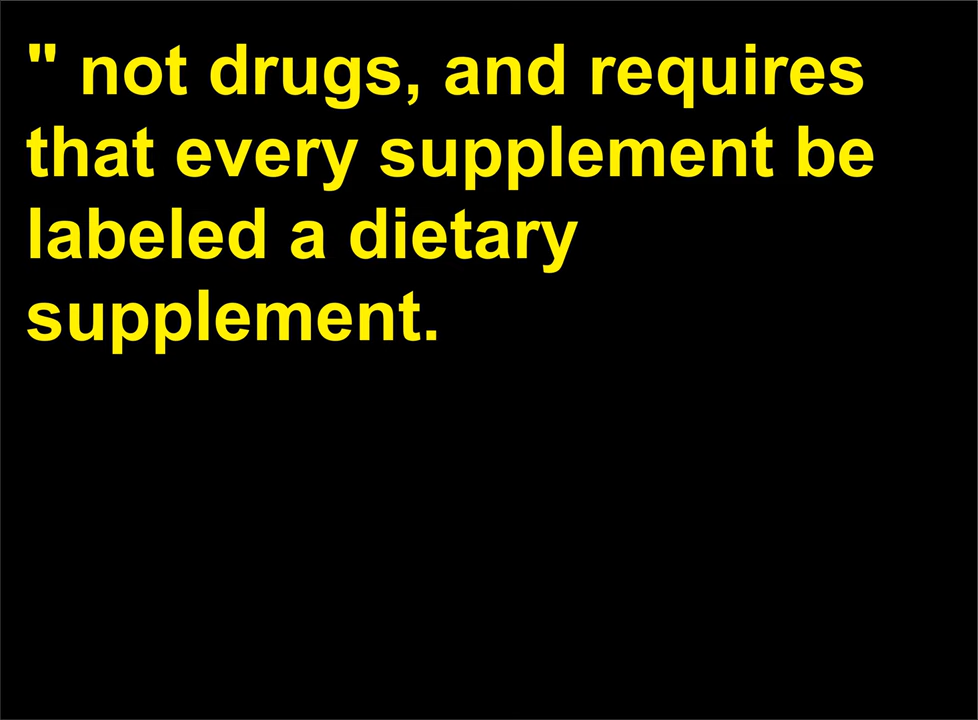 " not drugs, and requires
that every supplement be
labeled a dietary
supplement.